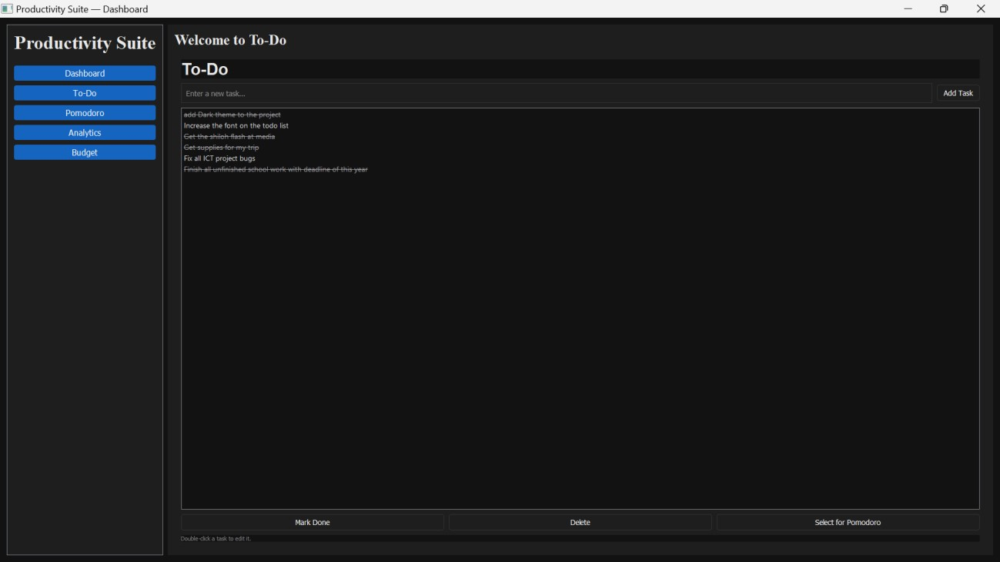 Productivity Suite — Dashboard
Productivity Suite
Dashboard
To-Do
Pomodoro
Analytics
Budget
Welcome to To-Do
To-Do
Enter a new task...
Add Task
add Dark theme to the project
Increase the font on the todo list
Get the shiloh flash at media
Get supplies for my trip
Fix all ICT project bugs
Finish all unfinished school work with deadline of this year
Mark Done
Delete
Select for Pomodoro
Double-click a task to edit it.